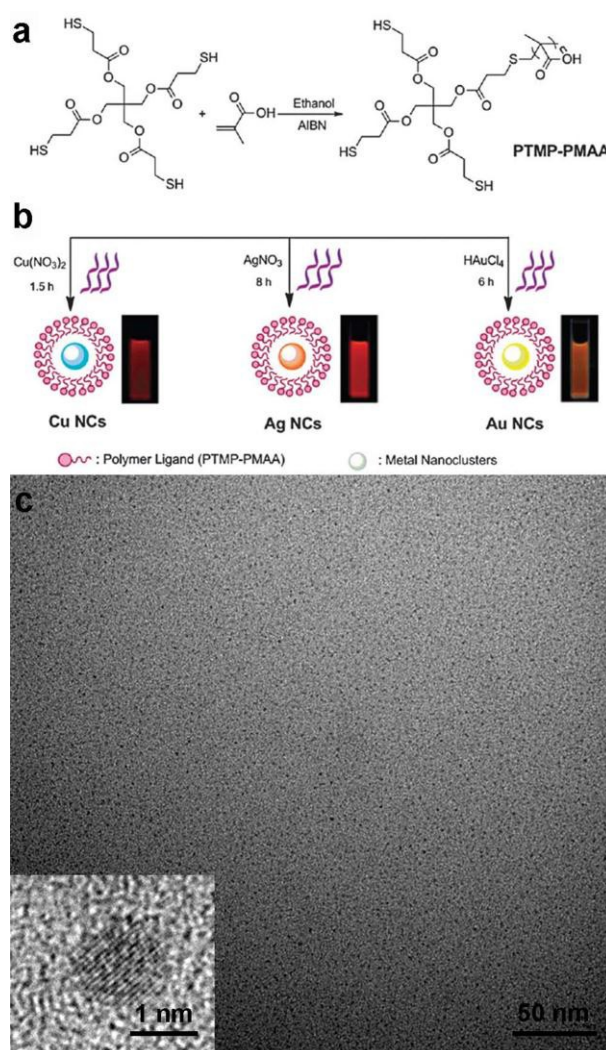 a
HS
SH
O
O
O
O
O
O
O
O
HS
SH
+
O
OH
Ethanol
AIBN
HS
SH
S
n
O
OH
O
O
O
O
O
O
O
O
HS
SH
PTMP-PMAA
b
Cu(NO₃)₂
1.5 h
AgNO₃
8 h
HAuCl₄
6 h
Cu NCs
Ag NCs
Au NCs
: Polymer Ligand (PTMP-PMAA)
: Metal Nanoclusters
c
1 nm
50 nm